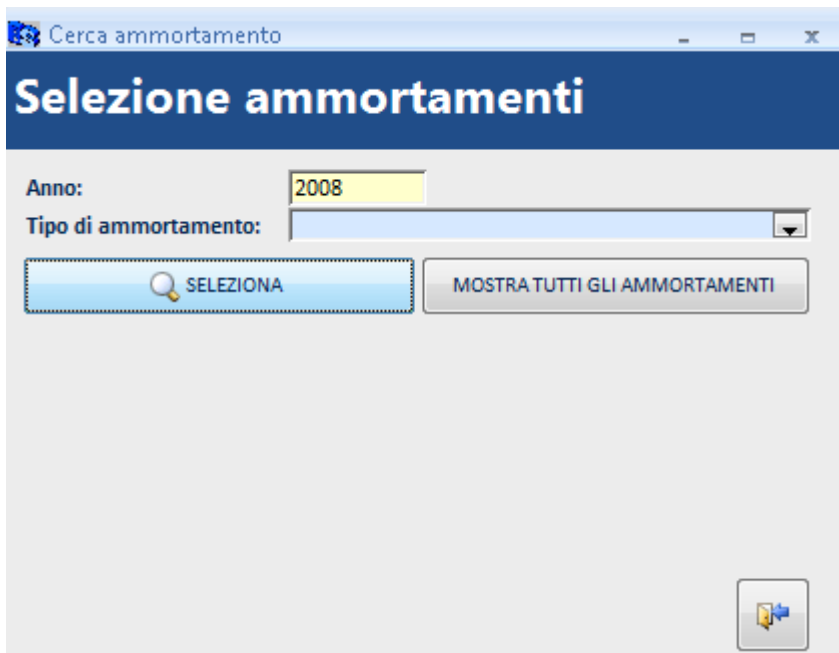 Cerca ammortamento
Selezione ammortamenti
Anno: 2008
Tipo di ammortamento:
SELEZIONA MOSTRA TUTTI GLI AMMORTAMENTI